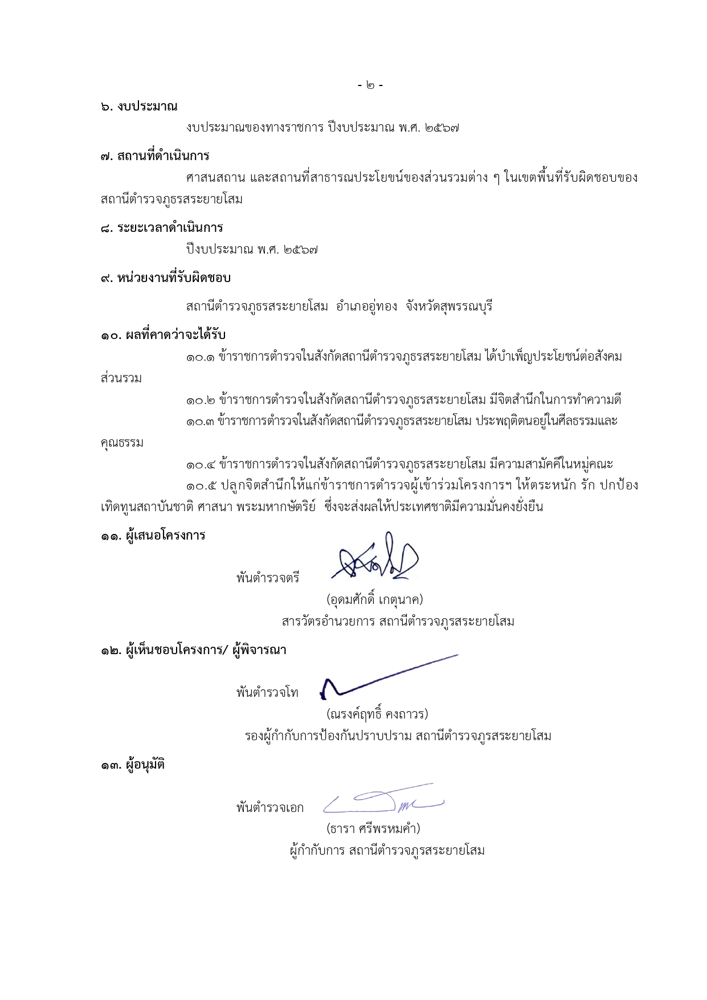 - ๒ -
๖. งบประมาณ
งบประมาณของทางราชการ ปีงบประมาณ พ.ศ. ๒๕๖๗
๗. สถานที่ดำเนินการ
ศาสนสถาน และสถานที่สาธารณประโยขน์ของส่วนรวมต่าง ๆ ในเขตพื้นที่รับผิดชอบของ
สถานีตำรวจภูธรสระยายโสม
๘. ระยะเวลาดำเนินการ
ปีงบประมาณ พ.ศ. ๒๕๖๗
๙. หน่วยงานที่รับผิดชอบ
สถานีตำรวจภูธรสระยายโสม อำเภออู่ทอง จังหวัดสุพรรณบุรี
๑๐. ผลที่คาดว่าจะได้รับ
๑๐.๑ ข้าราชการตำรวจในสังกัดสถานีตำรวจภูธรสระยายโสม ได้บำเพ็ญประโยชน์ต่อสังคม
ส่วนรวม
๑๐.๒ ข้าราชการตำรวจในสังกัดสถานีตำรวจภูธรสระยายโสม มีจิตสำนึกในการทำความดี
๑๐.๓ ข้าราชการตำรวจในสังกัดสถานีตำรวจภูธรสระยายโสม ประพฤติตนอยู่ในศีลธรรมและ
คุณธรรม
๑๐.๔ ข้าราชการตำรวจในสังกัดสถานีตำรวจภูธรสระยายโสม มีความสามัคคีในหมู่คณะ
๑๐.๕ ปลูกจิตสำนึกให้แก่ข้าราชการตำรวจผู้เข้าร่วมโครงการฯ ให้ตระหนัก รัก ปกป้อง
เทิดทูนสถาบันชาติ ศาสนา พระมหากษัตริย์ ซึ่งจะส่งผลให้ประเทศชาติมีความมั่นคงยั่งยืน
๑๑. ผู้เสนอโครงการ
พันตำรวจตรี
(อุดมศักดิ์ เกตุนาค)
สารวัตรอำนวยการ สถานีตำรวจภูรสระยายโสม
๑๒. ผู้เห็นชอบโครงการ/ ผู้พิจารณา
พันตำรวจโท
(ณรงค์ฤทธิ์ คงถาวร)
รองผู้กำกับการป้องกันปราบปราม สถานีตำรวจภูรสระยายโสม
๑๓. ผู้อนุมัติ
พันตำรวจเอก
(ธารา ศรีพรหมคำ)
ผู้กำกับการ สถานีตำรวจภูรสระยายโสม